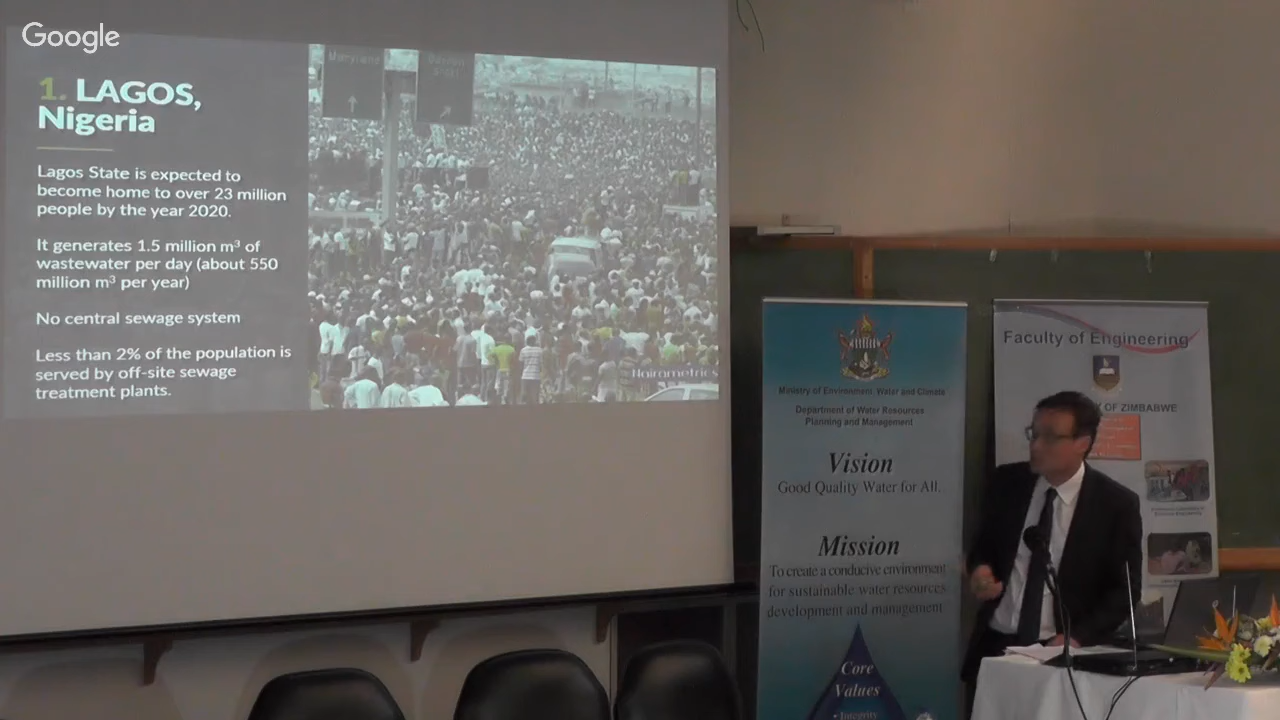 Google
1. LAGOS,
Nigeria
Lagos State is expected to
become home to over 23 million
people by the year 2020.
It generates 1.5 million m³ of
wastewater per day (about 550
million m³ per year)
No central sewage system
Less than 2% of the population is
served by off-site sewage
treatment plants.
Maryland
Nairametrics
Ministry of Environment, Water and Climate
Department of Water Resources
Planning and Management
Vision
Good Quality Water for All.
Mission
To create a conducive environment
for sustainable water resources
development and management
Core
Values
• Integrity
Faculty of Engineering
OF ZIMBABWE